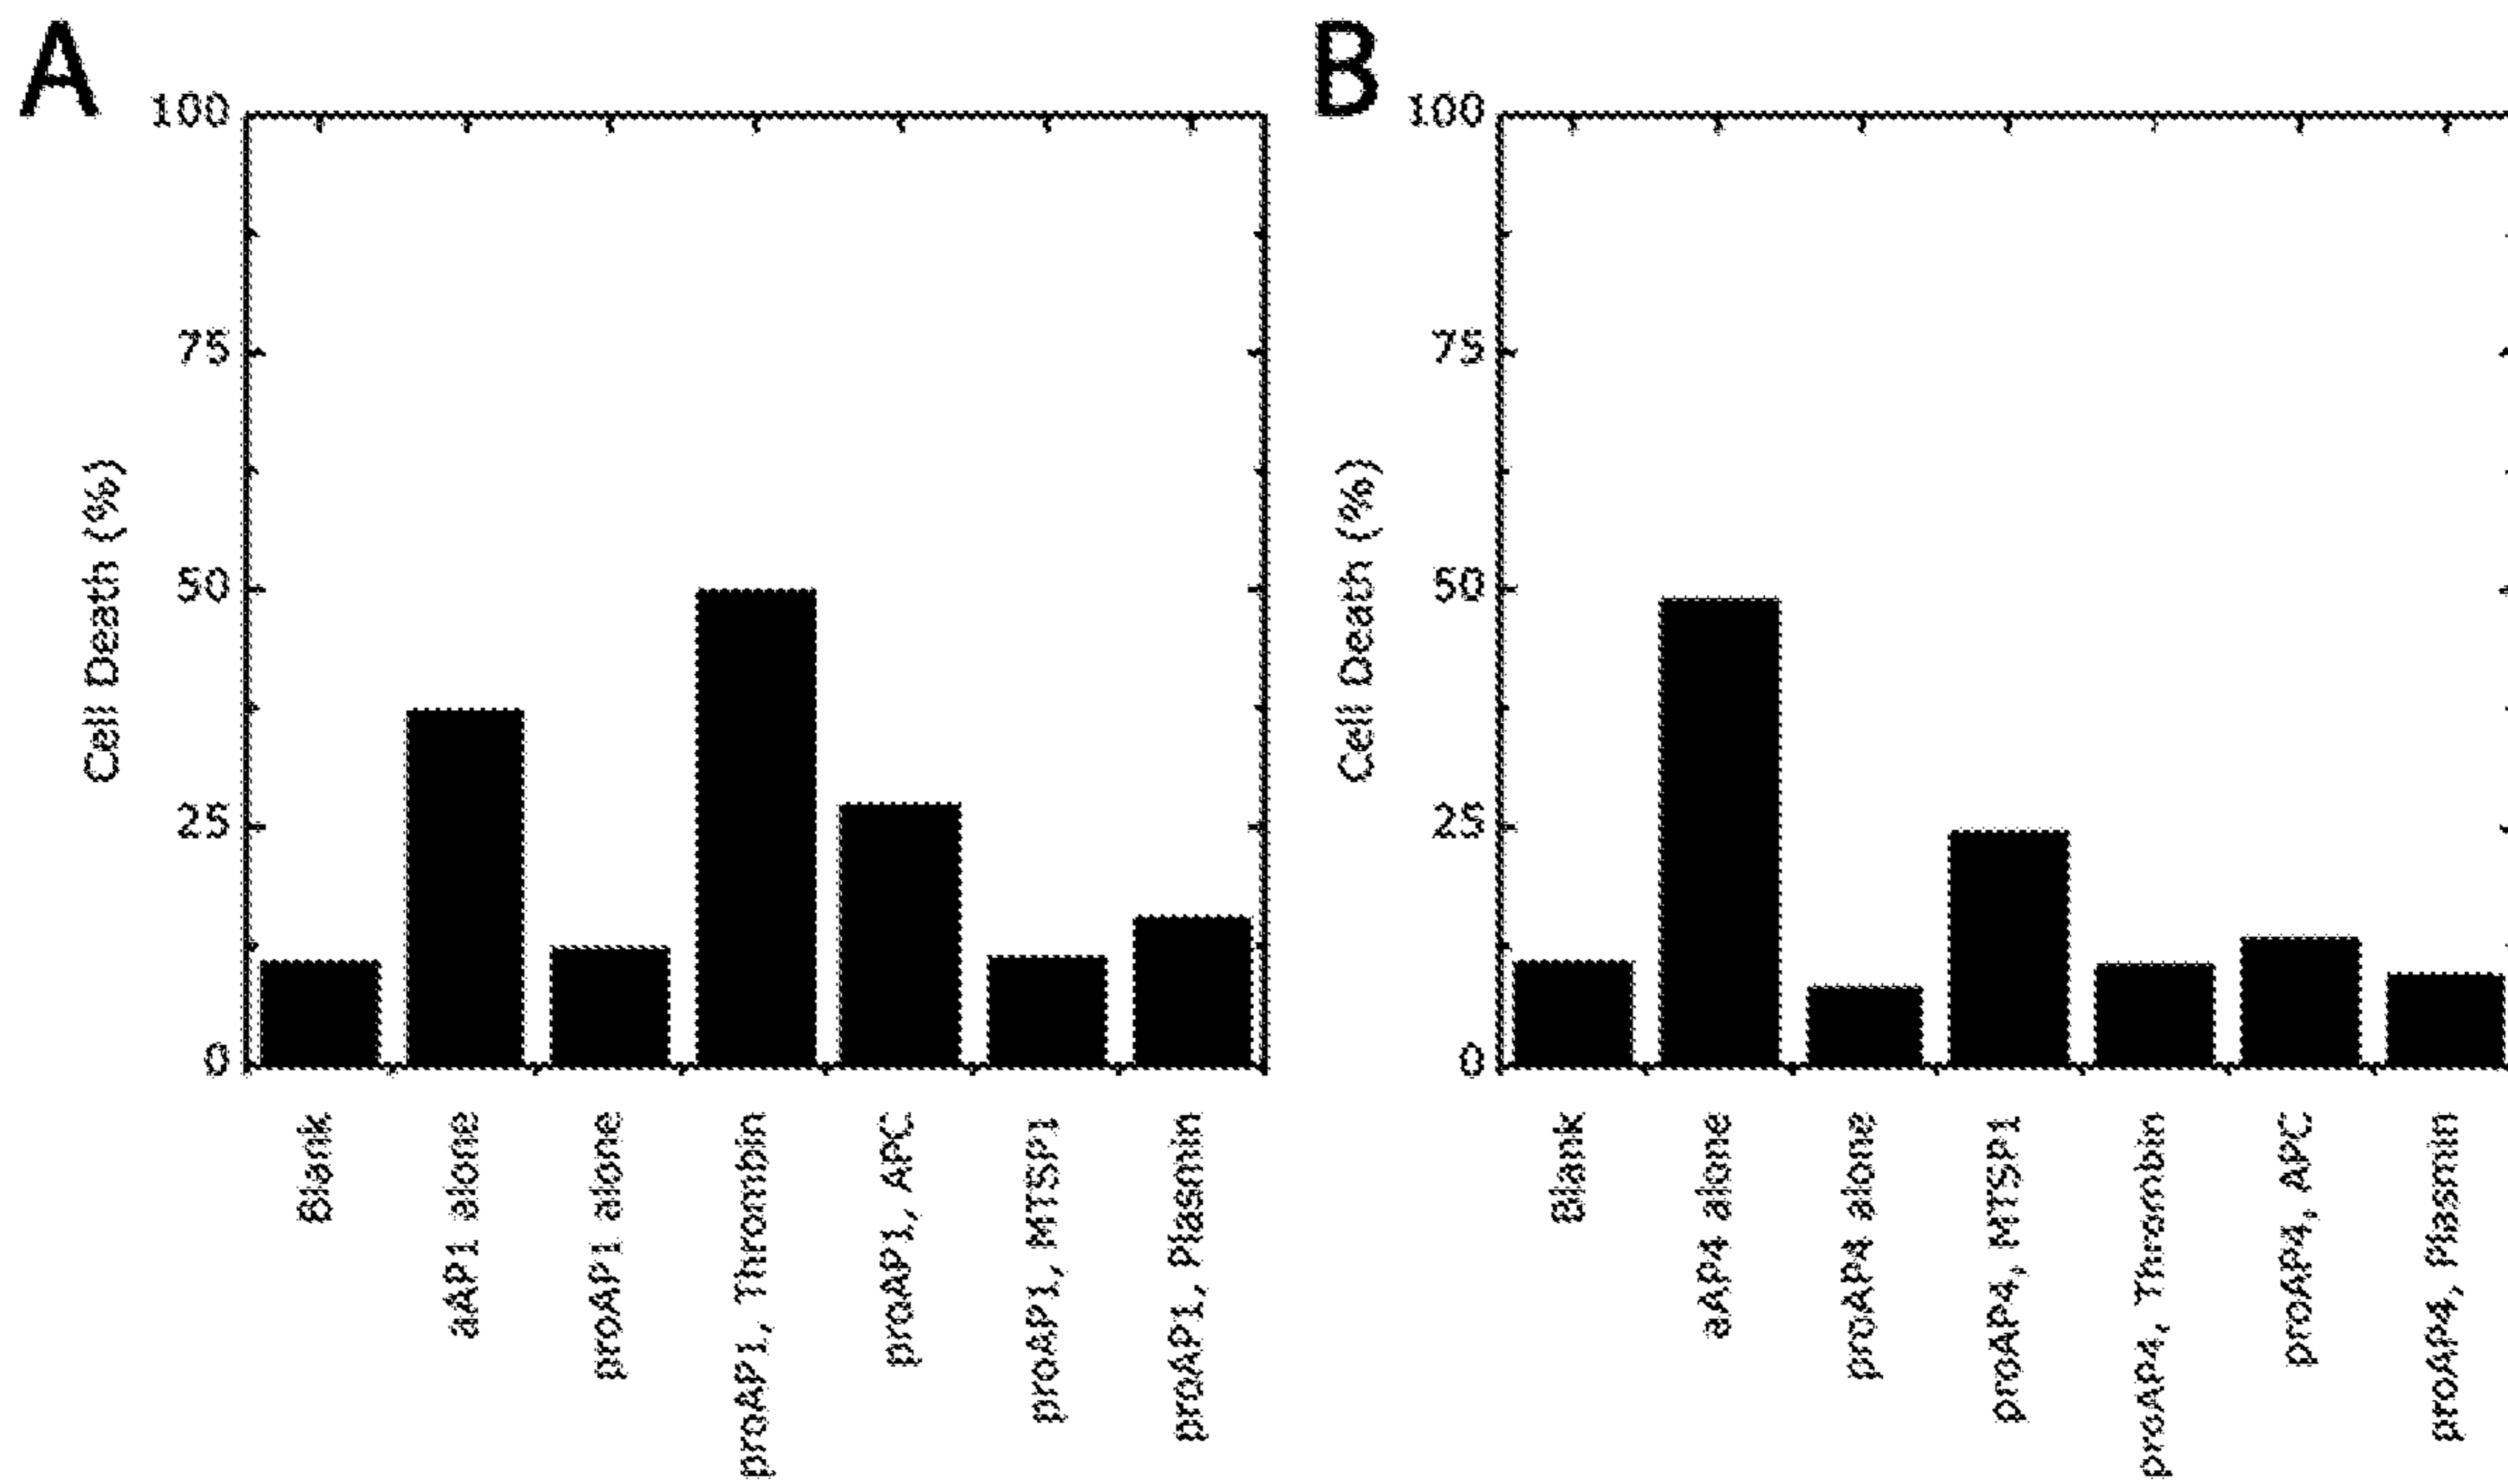 A
100
75
50
25
0
Cell Death (%)
Blank
aAP1 alone
proAP1 alone
proAP1, Thrombin
proAP1, APC
proAP1, MTSP1
proAP1, Plasmin
B
100
75
50
25
0
Cell Death (%)
Blank
aAP4 alone
proAP4 alone
proAP4, MTSP1
proAP4, Thrombin
proAP4, APC
proAP4, Plasmin